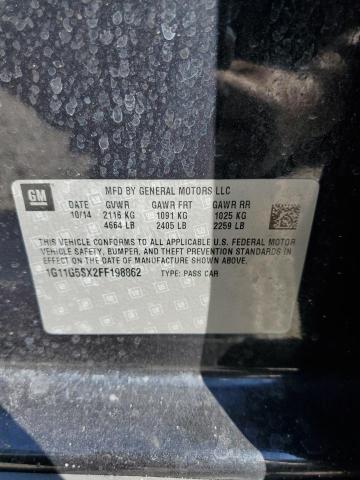 GM
MFD BY GENERAL MOTORS LLC
DATE GVWR GAWR FRT GAWR RR
10/14 2116 KG 1091 KG 1025 KG
4664 LB 2405 LB 2259 LB
THIS VEHICLE CONFORMS TO ALL APPLICABLE U.S. FEDERAL MOTOR
VEHICLE SAFETY, BUMPER, AND THEFT PREVENTION STANDARDS
IN EFFECT ON THE DATE OF MANUFACTURE SHOWN ABOVE.
1G11G5SX2FF198862 TYPE: PASS CAR